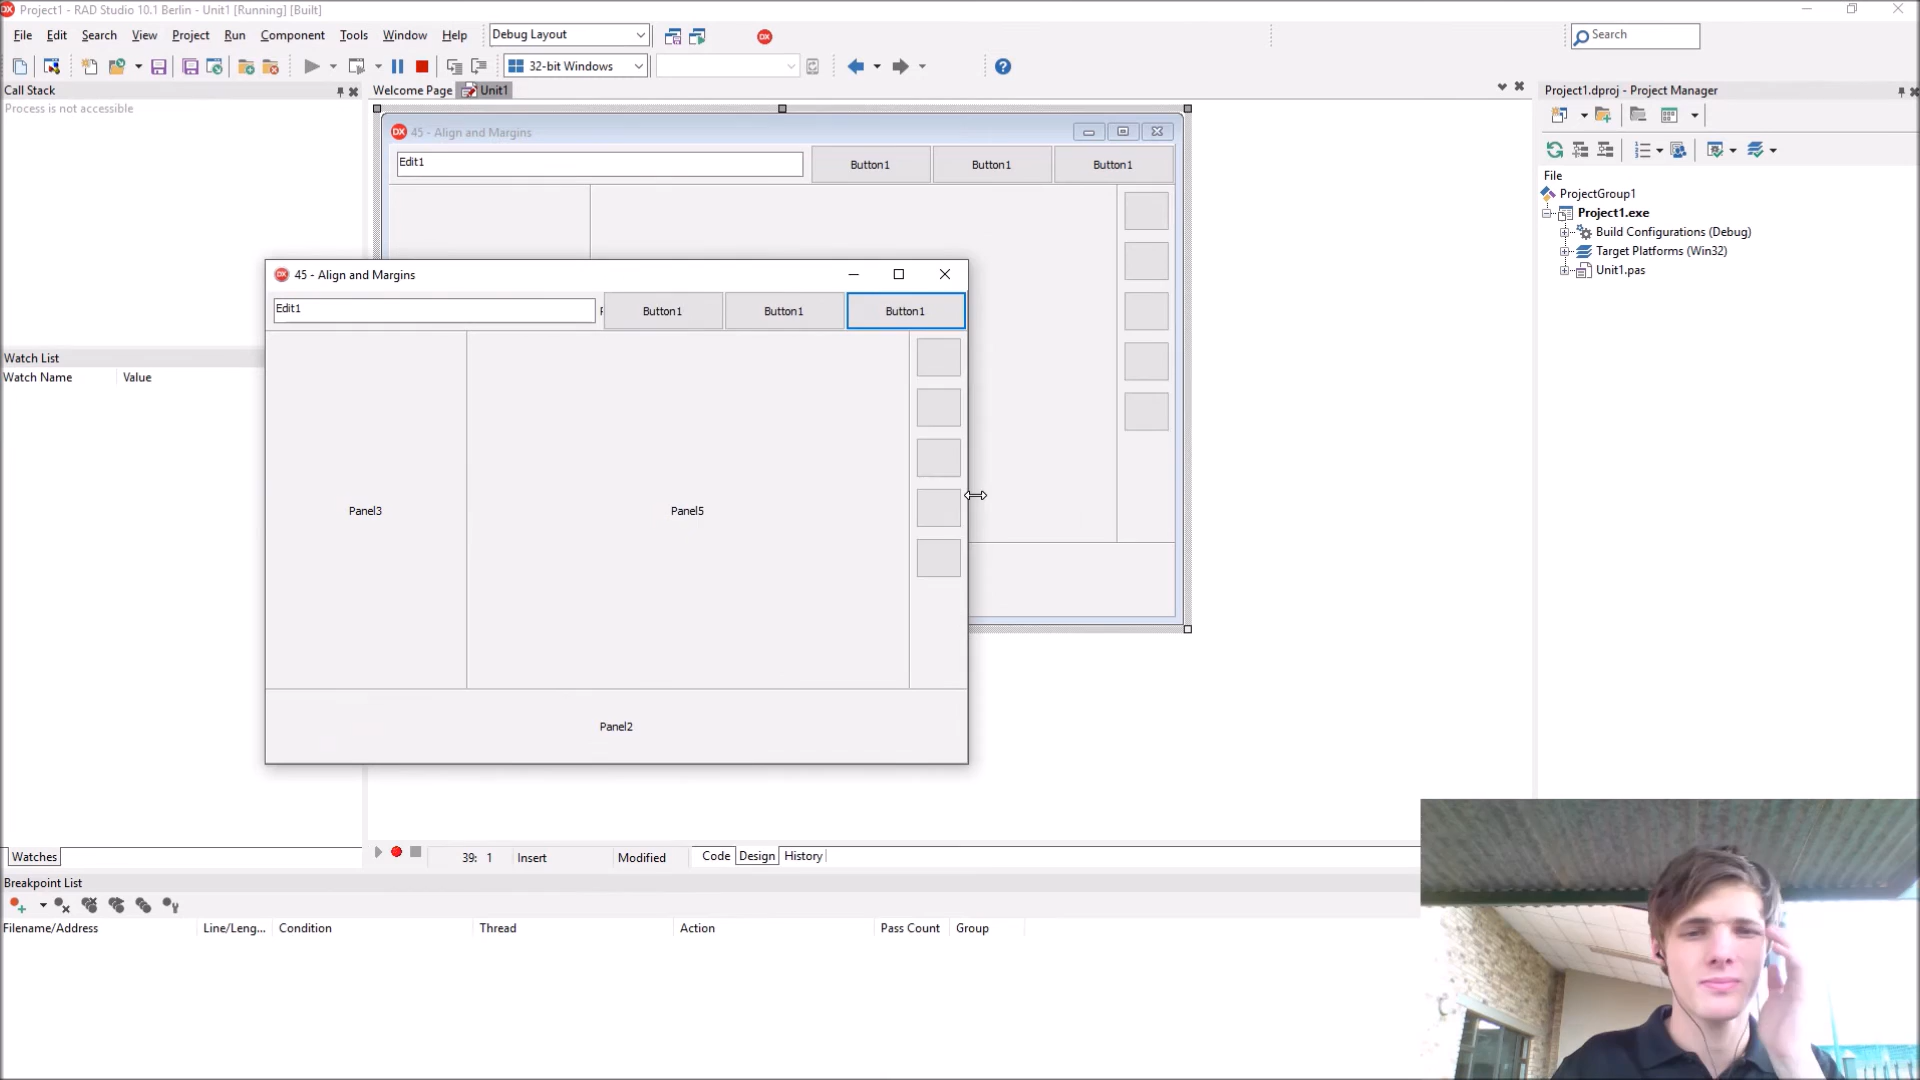 Project1 - RAD Studio 10.1 Berlin - Unit1 [Running] [Built]
File Edit Search View Project Run Component Tools Window Help
Debug Layout
Search
32-bit Windows
Call Stack
Process is not accessible
Welcome Page
Unit1
45 - Align and Margins
Edit1
Button1
Button1
Button1
45 - Align and Margins
Edit1
Button1
Button1
Button1
Panel3
Panel5
Panel2
Watch List
Watch Name Value
Watches
39: 1 Insert Modified
Code Design History
Breakpoint List
Filename/Address Line/Leng... Condition Thread Action Pass Count Group
Project1.dproj - Project Manager
File
ProjectGroup1
Project1.exe
Build Configurations (Debug)
Target Platforms (Win32)
Unit1.pas